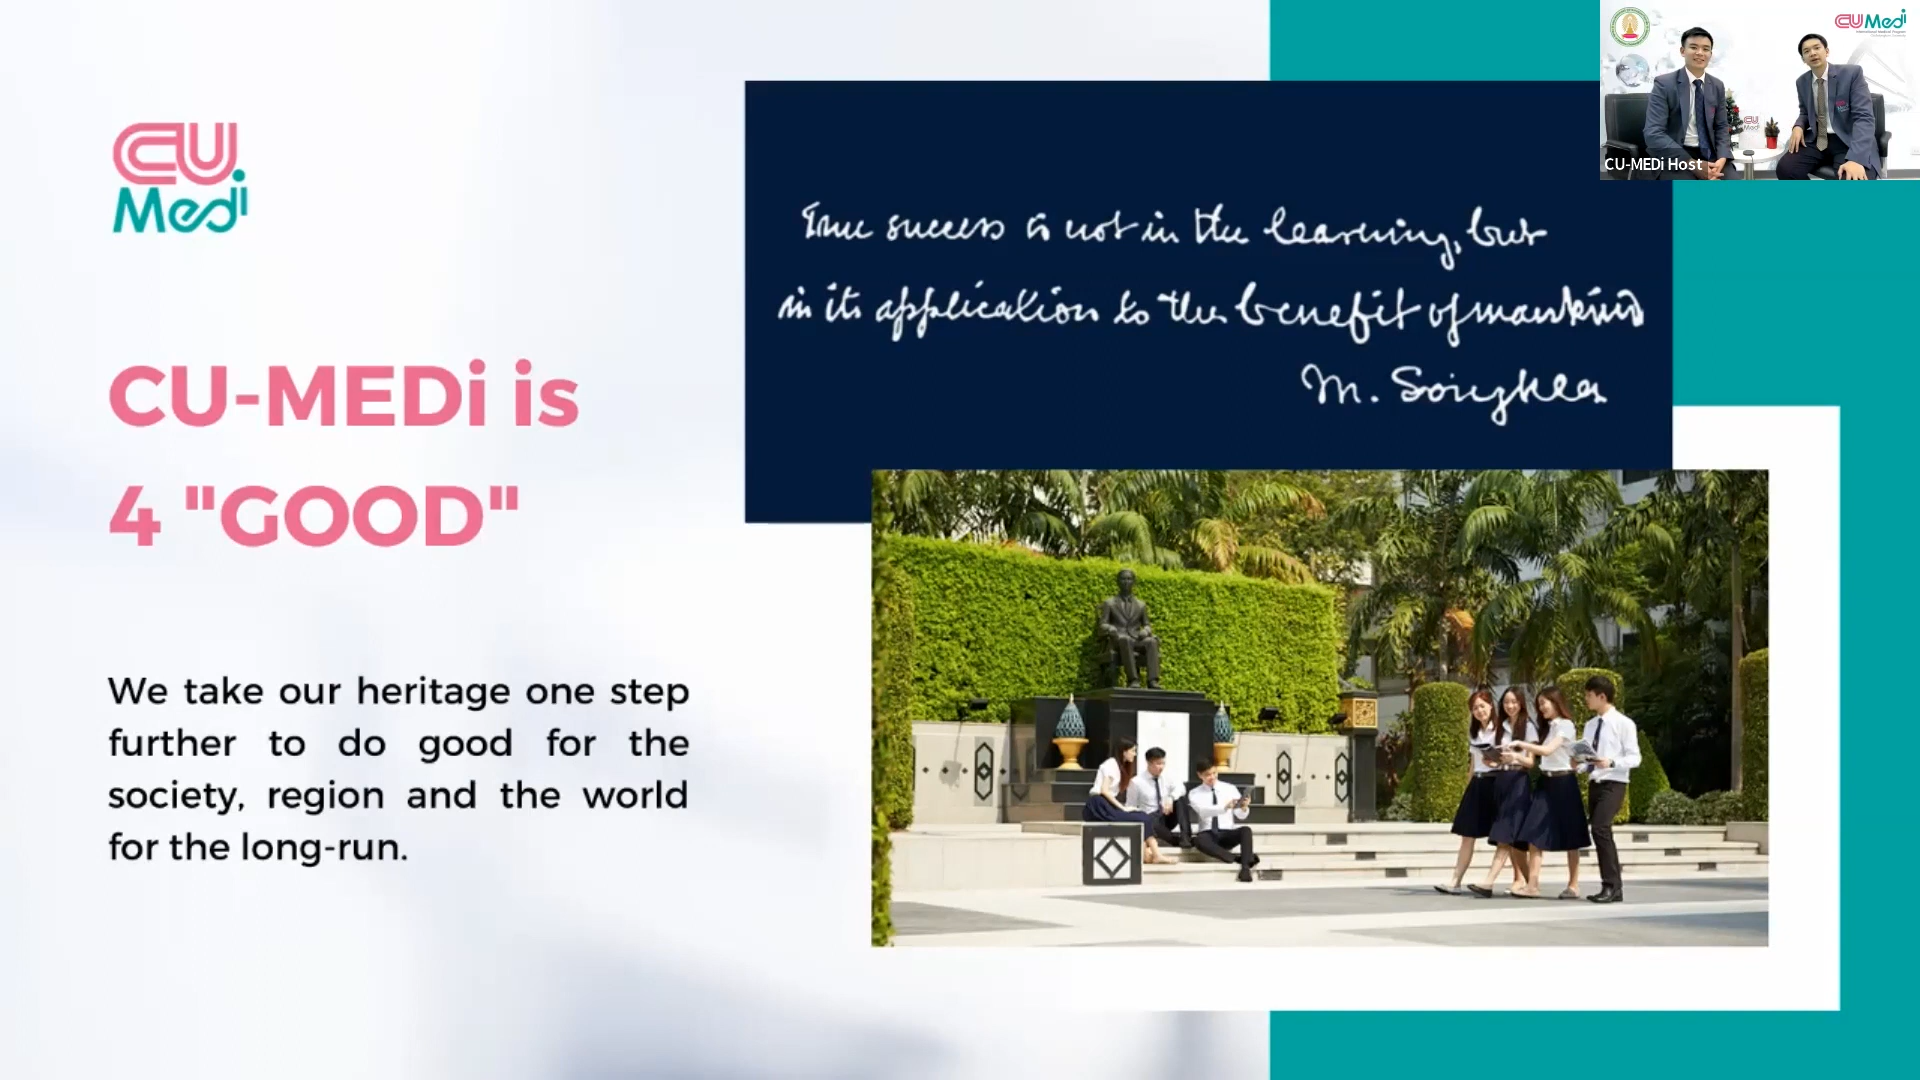 CU
Medi
CU-MEDi is
4 "GOOD"
We take our heritage one step
further to do good for the
society, region and the world
for the long-run.
True success is not in the learning, but
in its application to the benefit of mankind
M. Songkla
CUMedi
CU
Medi
CU-MEDi Host